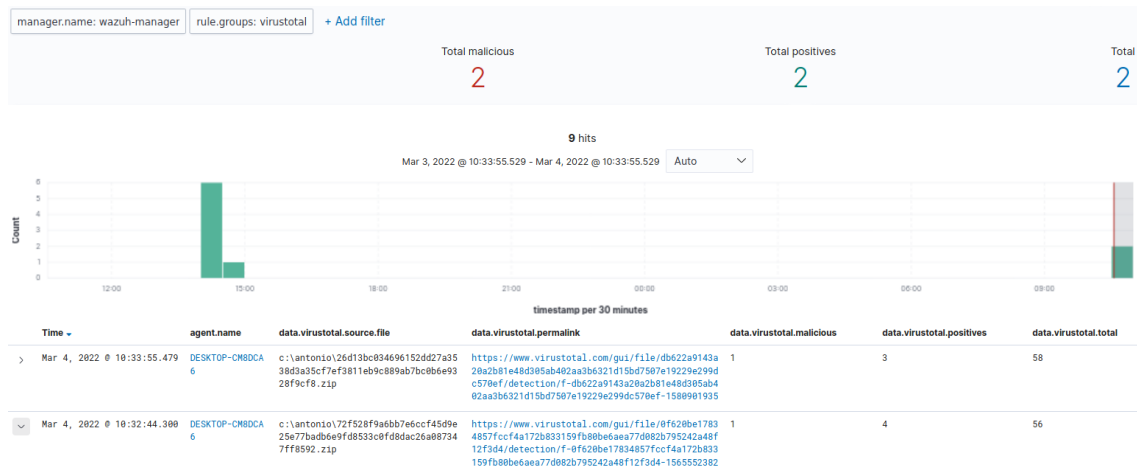 manager.name: wazuh-manager rule.groups: virustotal + Add filter
Total malicious Total positives Total
2 2 2
9 hits
Mar 3, 2022 @ 10:33:55.529 - Mar 4, 2022 @ 10:33:55.529 Auto
6
5
4
3
2
1
0
Count
12:00 15:00 18:00 21:00 00:00 03:00 06:00 09:00
timestamp per 30 minutes
Time agent.name data.virustotal.source.file data.virustotal.permalink data.virustotal.malicious data.virustotal.positives data.virustotal.total
Mar 4, 2022 @ 10:33:55.479 DESKTOP-CM8DCA c:\antonio\26d13bc034696152dd27a35 https://www.virustotal.com/gui/file/db622a9143a 1 3 58
6 38d3a35cf7ef3811eb9c889ab7bc0b6e93 20a2b81e48d305ab402aa3b6321d15bd7507e19229e299d
28f9cf8.zip c570ef/detection/f-db622a9143a20a2b81e48d305ab4
02aa3b6321d15bd7507e19229e299dc570ef-1580901935
Mar 4, 2022 @ 10:32:44.300 DESKTOP-CM8DCA c:\antonio\72f528f9a6bb7e6ccf45d9e https://www.virustotal.com/gui/file/0f620be1783 1 4 56
6 25e77badb6e9fd8533c0fd8dac26a08734 4857fccf4a172b833159fb80be6aea77d082b795242a48f
7ff8592.zip 12f3d4/detection/f-0f620be17834857fccf4a172b833
159fb80be6aea77d082b795242a48f12f3d4-1565552382